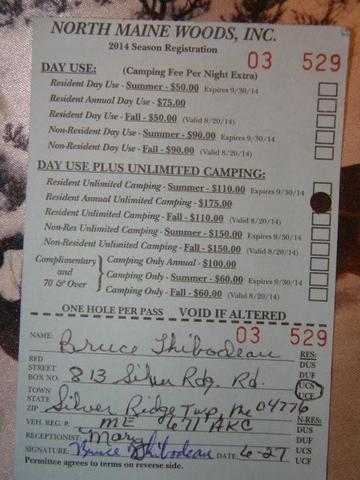 NORTH MAINE WOODS, INC.
2014 Season Registration
03 529
DAY USE: (Camping Fee Per Night Extra)
Resident Day Use - Summer - $50.00 Expires 9/30/14
Resident Annual Day Use - $75.00
Resident Day Use - Fall - $50.00 (Valid 8/20/14)
Non-Resident Day Use - Summer - $90.00 Expires 9/30/14
Non-Resident Day Use - Fall - $90.00 (Valid 8/20/14)
DAY USE PLUS UNLIMITED CAMPING:
Resident Unlimited Camping - Summer - $110.00 Expires 9/30/14
Resident Annual Unlimited Camping - $175.00
Resident Unlimited Camping - Fall - $110.00 (Valid 8/20/14)
Non-Res Unlimited Camping - Summer - $150.00 Expires 9/30/14
Non-Resident Unlimited Camping - Fall - $150.00 (Valid 8/20/14)
Complimentary and 70 & Over
Camping Only Annual - $100.00
Camping Only - Summer - $60.00 Expires 9/30/14
Camping Only - Fall - $60.00 (Valid 8/20/14)
ONE HOLE PER PASS VOID IF ALTERED
03 529
NAME: Bruce Thibodeau RES:
RFD DUS
STREET DUF
BOX NO. 813 Silver Rdg. Rd. UCS
TOWN UCF
STATE Silver Ridge Twp, Me 04776
ZIP N-RES:
VEH. REG. #: ME 671 AKC DUS
RECEPTIONIST: Mary DUF
SIGNATURE: Bruce Thibodeau DATE: 6-27 UCS
Permittee agrees to terms on reverse side. UCF